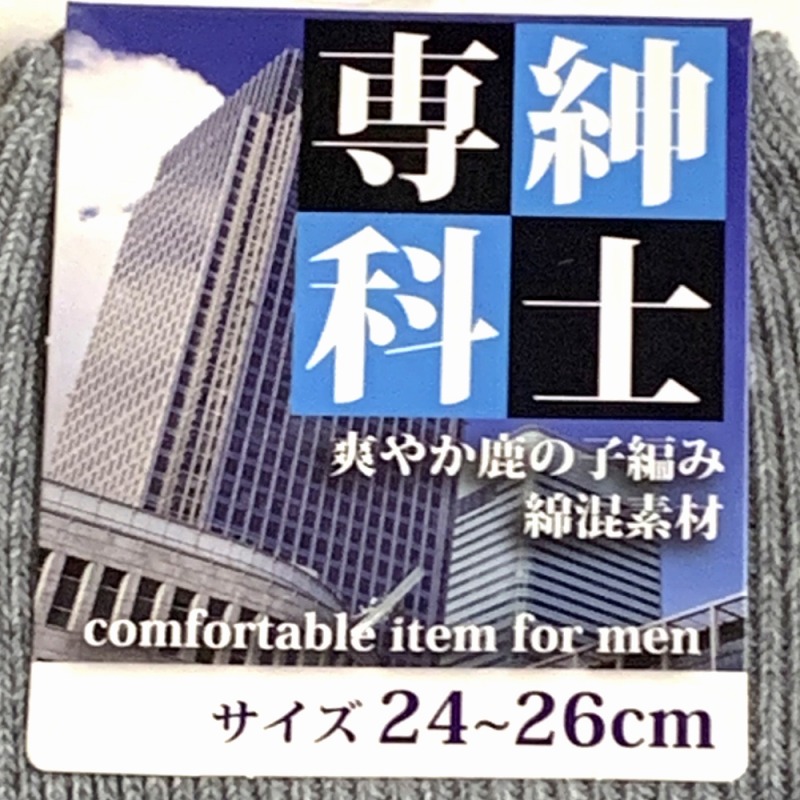 紳士
専科
爽やか鹿の子編み
綿混素材
comfortable item for men
サイズ 24~26cm